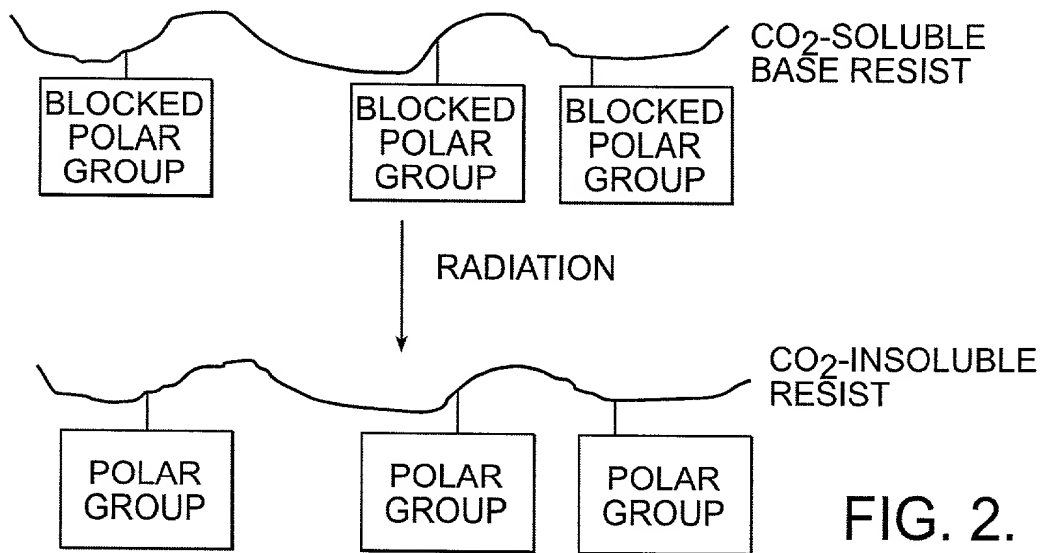 CO2-SOLUBLE
BASE RESIST
BLOCKED
POLAR
GROUP
BLOCKED
POLAR
GROUP
BLOCKED
POLAR
GROUP
RADIATION
CO2-INSOLUBLE
RESIST
POLAR
GROUP
POLAR
GROUP
POLAR
GROUP
FIG. 2.